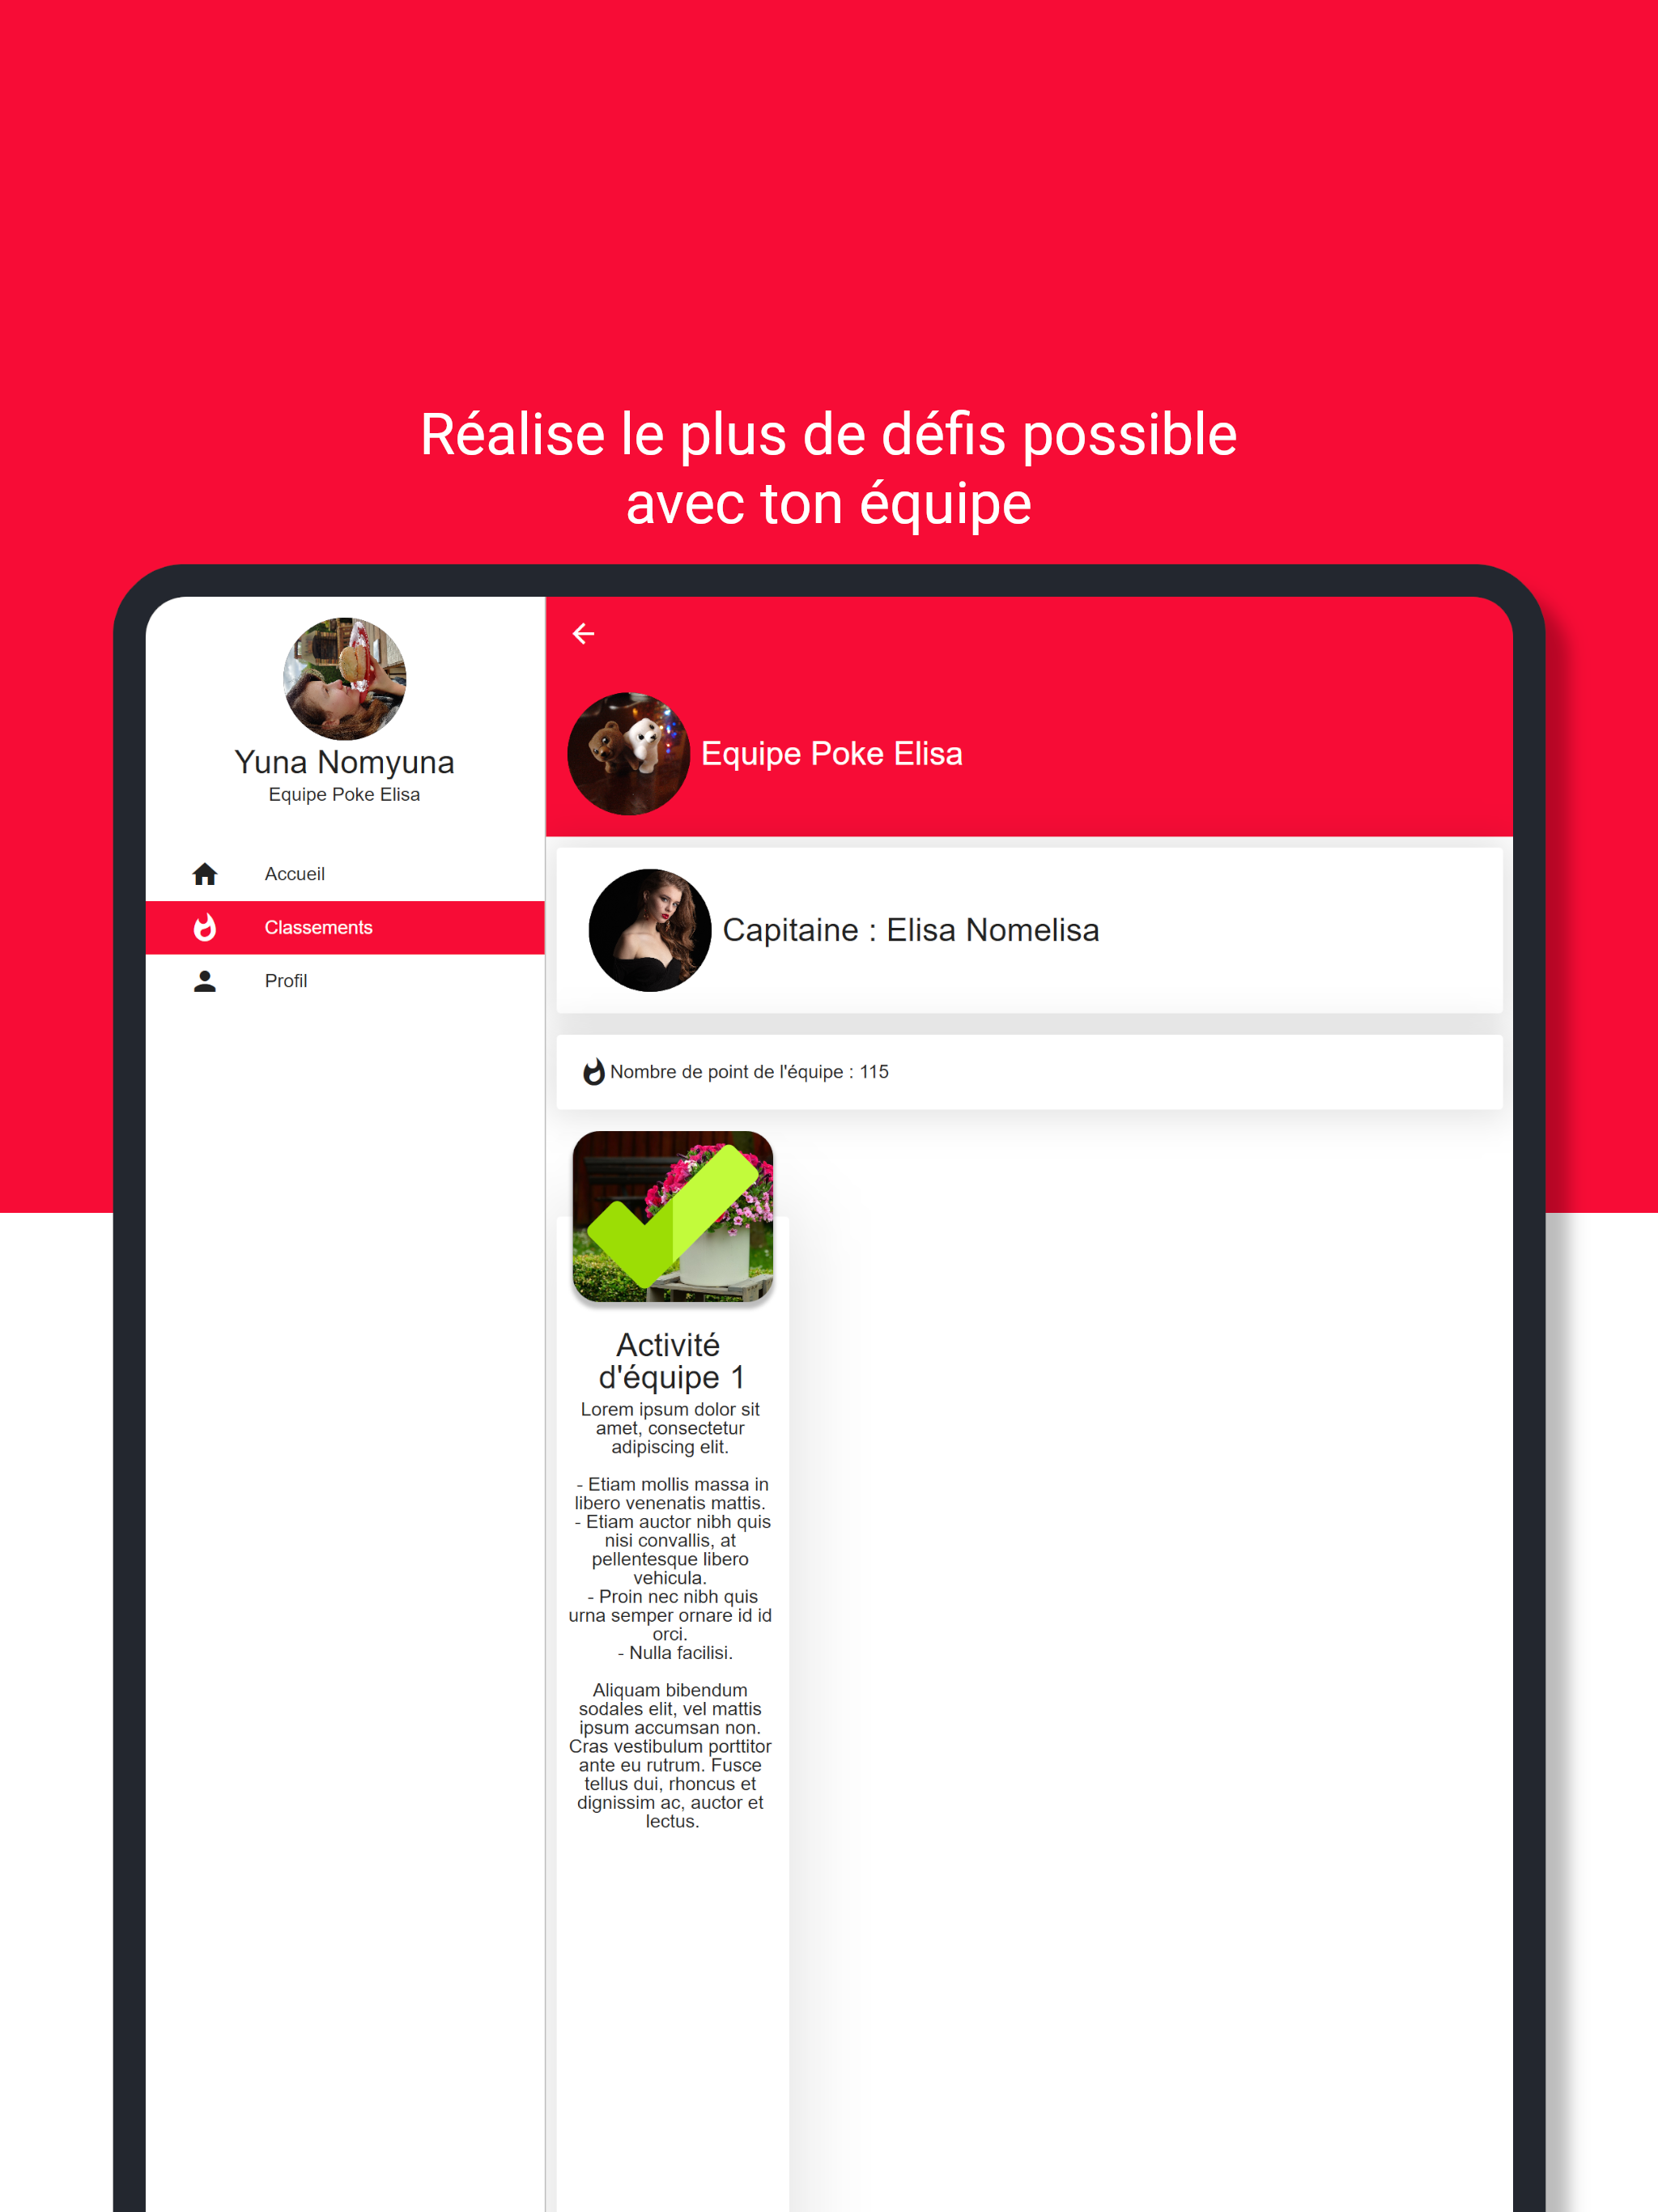 Réalise le plus de défis possible
avec ton équipe
Yuna Nomyuna
Equipe Poke Elisa
Accueil
Classements
Profil
Equipe Poke Elisa
Capitaine : Elisa Nomelisa
Nombre de point de l'équipe : 115
Activité
d'équipe 1
Lorem ipsum dolor sit
amet, consectetur
adipiscing elit.
- Etiam mollis massa in
libero venenatis mattis.
- Etiam auctor nibh quis
nisi convallis, at
pellentesque libero
vehicula.
- Proin nec nibh quis
urna semper ornare id id
orci.
- Nulla facilisi.
Aliquam bibendum
sodales elit, vel mattis
ipsum accumsan non.
Cras vestibulum porttitor
ante eu rutrum. Fusce
tellus dui, rhoncus et
dignissim ac, auctor et
lectus.